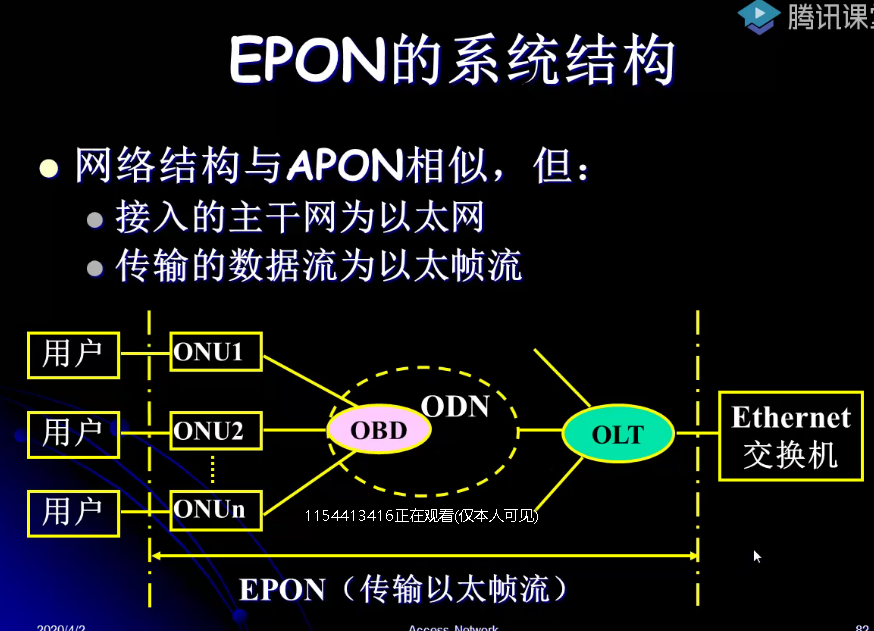 腾讯课堂
EPON的系统结构
网络结构与APON相似，但：
接入的主干网为以太网
传输的数据流为以太帧流
用户
ONU1
用户
ONU2
用户
ONUn
OBD
ODN
OLT
Ethernet
交换机
1154413416正在观看(仅本人可见)
EPON（传输以太帧流）
2020/4/2
Access Network
82